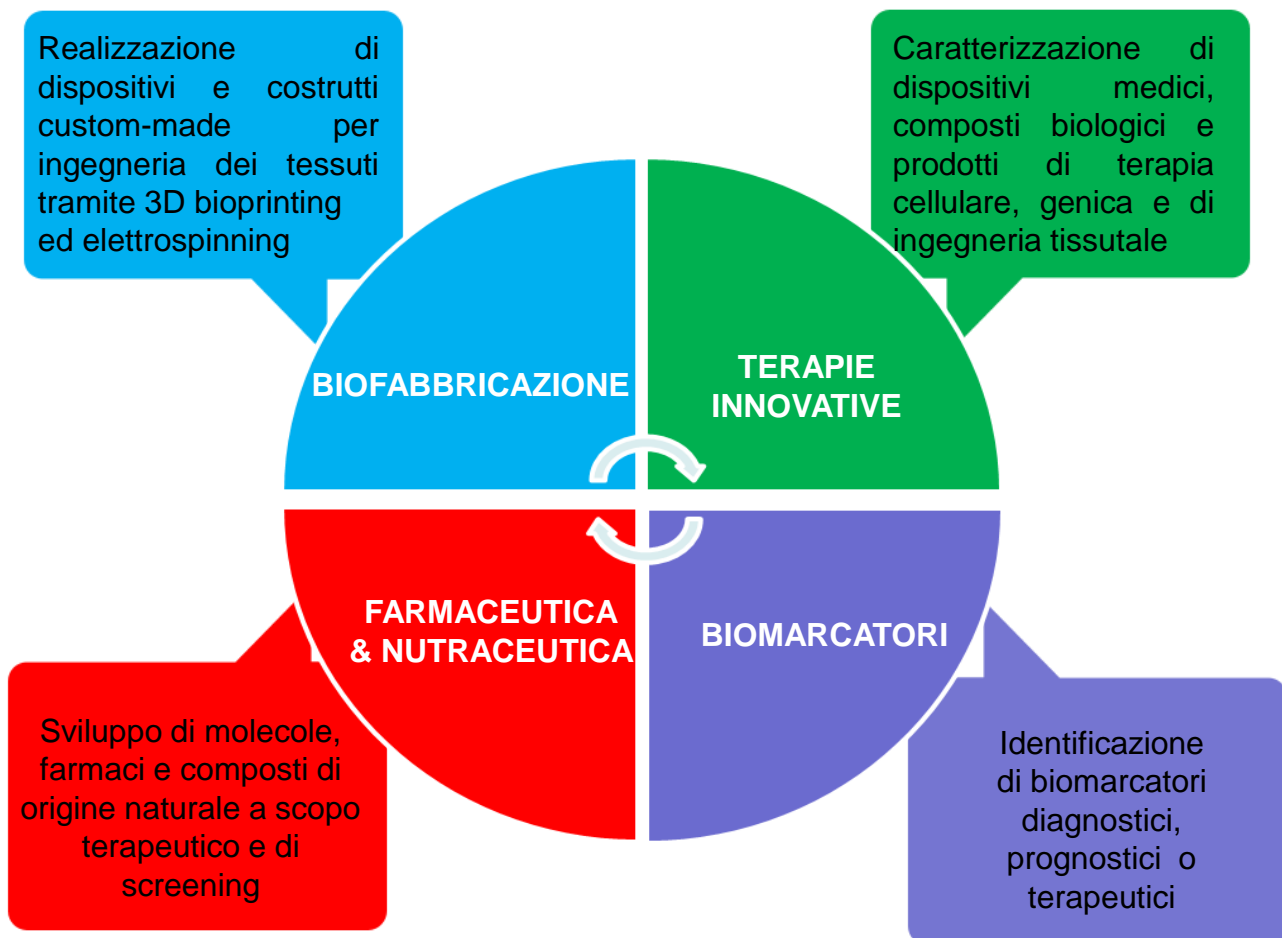 Realizzazione di
dispositivi e costrutti
custom-made per
ingegneria dei tessuti
tramite 3D bioprinting
ed elettrospinning
Caratterizzazione di
dispositivi medici,
composti biologici e
prodotti di terapia
cellulare, genica e di
ingegneria tissutale
BIOFABBRICAZIONE
TERAPIE
INNOVATIVE
FARMACEUTICA
& NUTRACEUTICA
BIOMARCATORI
Sviluppo di molecole,
farmaci e composti di
origine naturale a scopo
terapeutico e di
screening
Identificazione
di biomarcatori
diagnostici,
prognostici o
terapeutici